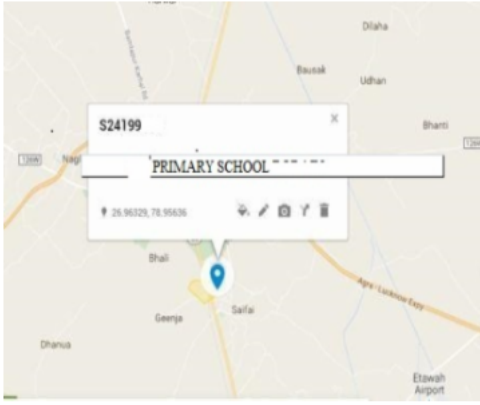 Dilaha
Bausak
Udhan
S24199
×
Bhanti
Nagl
PRIMARY SCHOOL
26.96329, 78.95636
Bhali
Saifai
Geenja
Agra - Lucknow Expy
Dhanua
Etawah
Airport